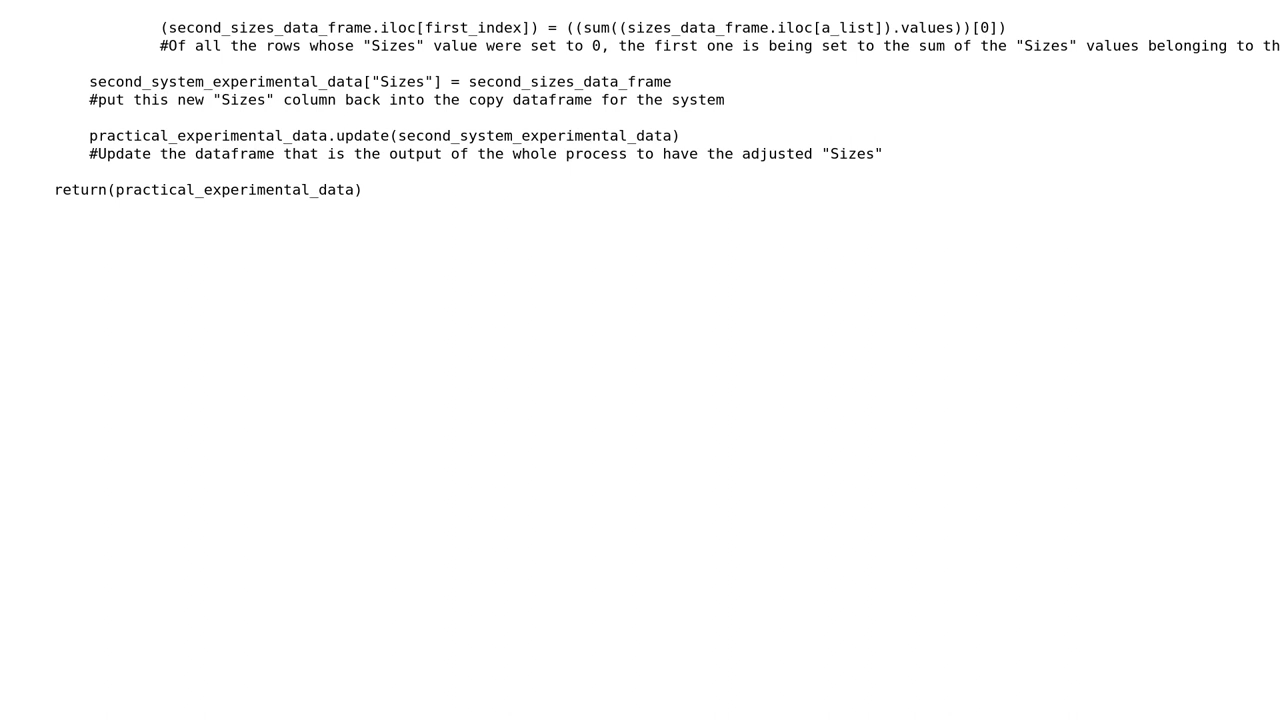 (second_sizes_data_frame.iloc[first_index]) = ((sum((sizes_data_frame.iloc[a_list]).values))[0])
#Of all the rows whose "Sizes" value were set to 0, the first one is being set to the sum of the "Sizes" values belonging to th
second_system_experimental_data["Sizes"] = second_sizes_data_frame
#put this new "Sizes" column back into the copy dataframe for the system
practical_experimental_data.update(second_system_experimental_data)
#Update the dataframe that is the output of the whole process to have the adjusted "Sizes"
return(practical_experimental_data)